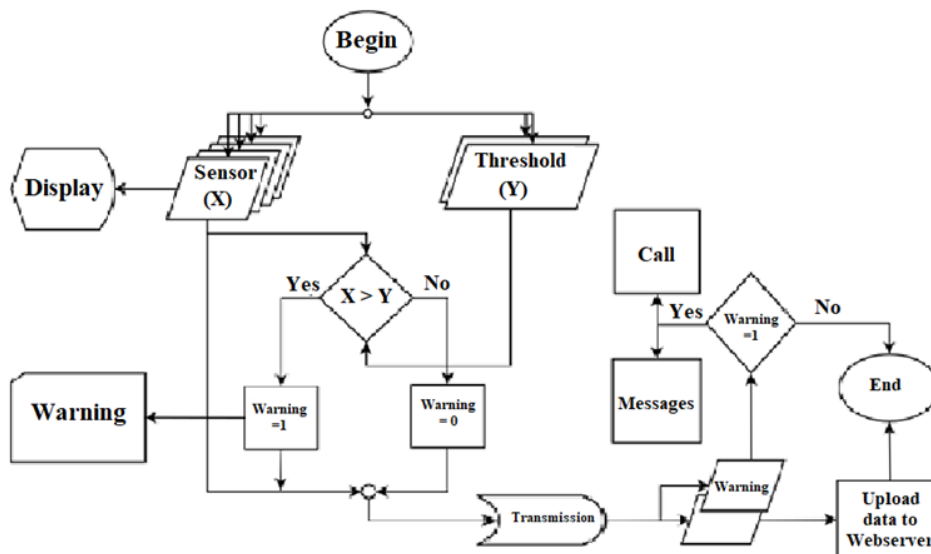 Begin
Sensor
(X)
Threshold
(Y)
Display
X > Y
Yes
No
Warning
Warning
=1
Warning
= 0
Call
Yes
Warning
=1
No
Messages
End
Transmission
Warning
Upload
data to
Webserver